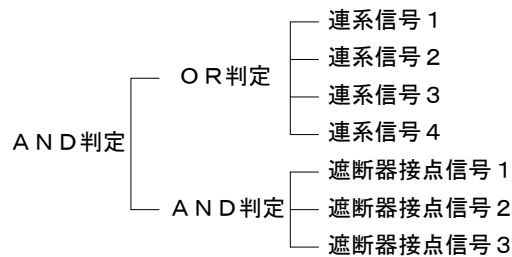 連系信号１
連系信号２
ＯＲ判定
連系信号３
連系信号４
ＡＮＤ判定
遮断器接点信号１
ＡＮＤ判定
遮断器接点信号２
遮断器接点信号３